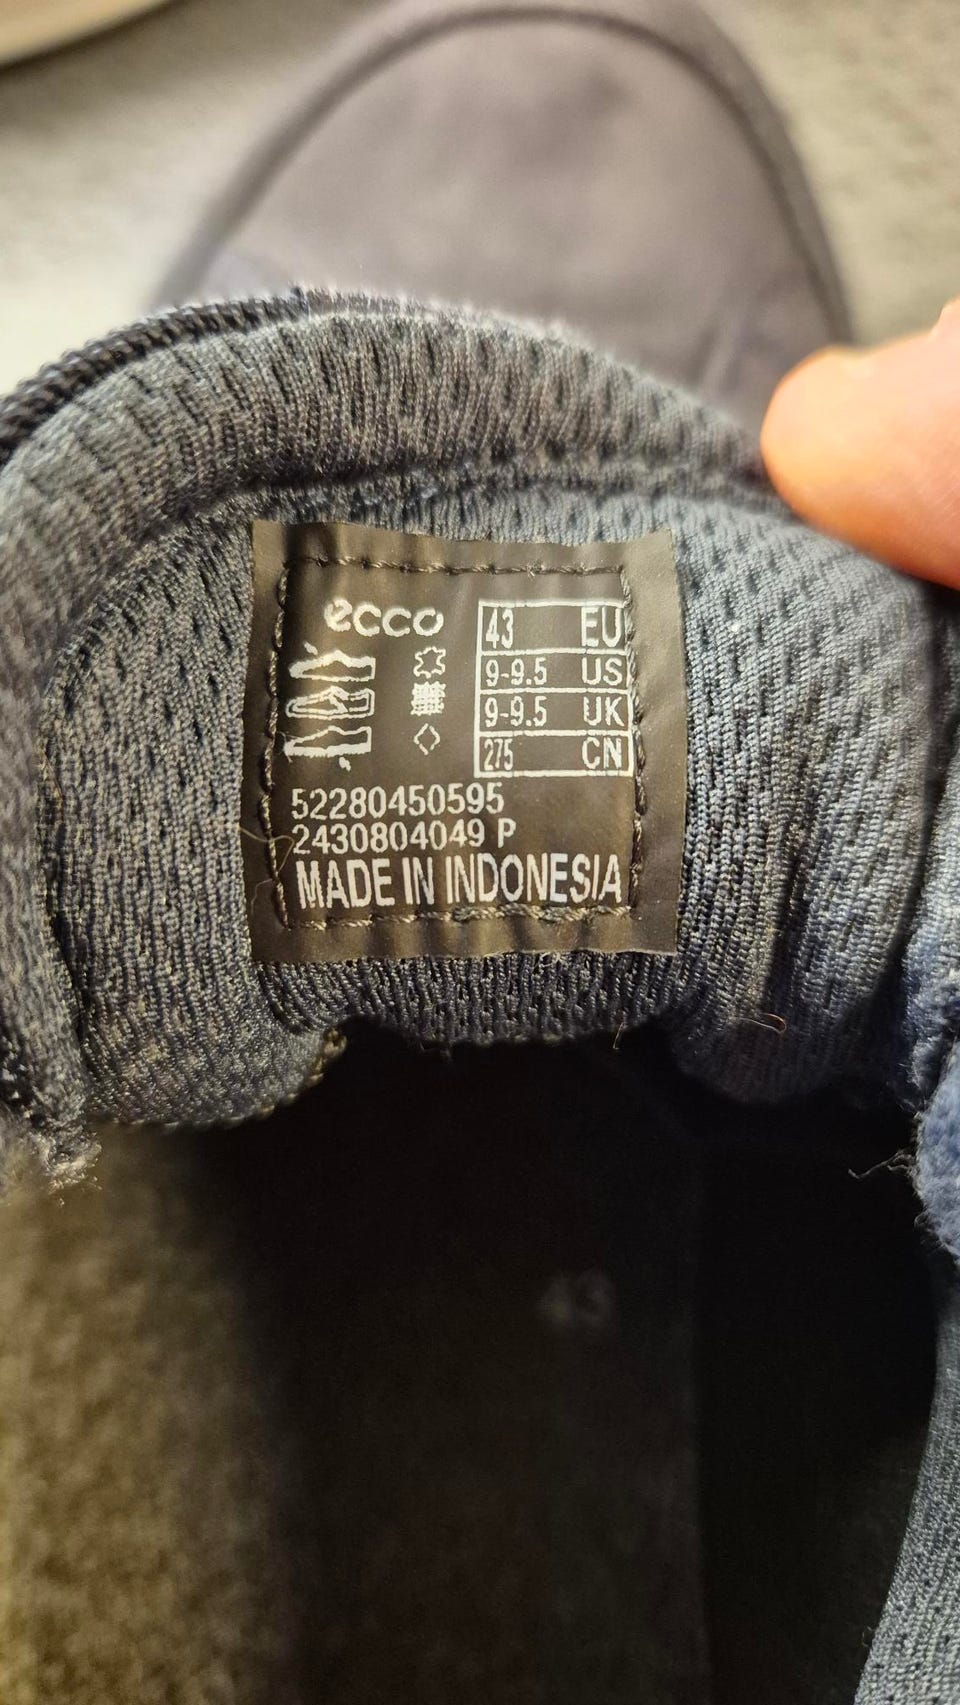 ecco
43 EU
9-9.5 US
9-9.5 UK
275 CN
52280450595
2430804049 P
MADE IN INDONESIA
43